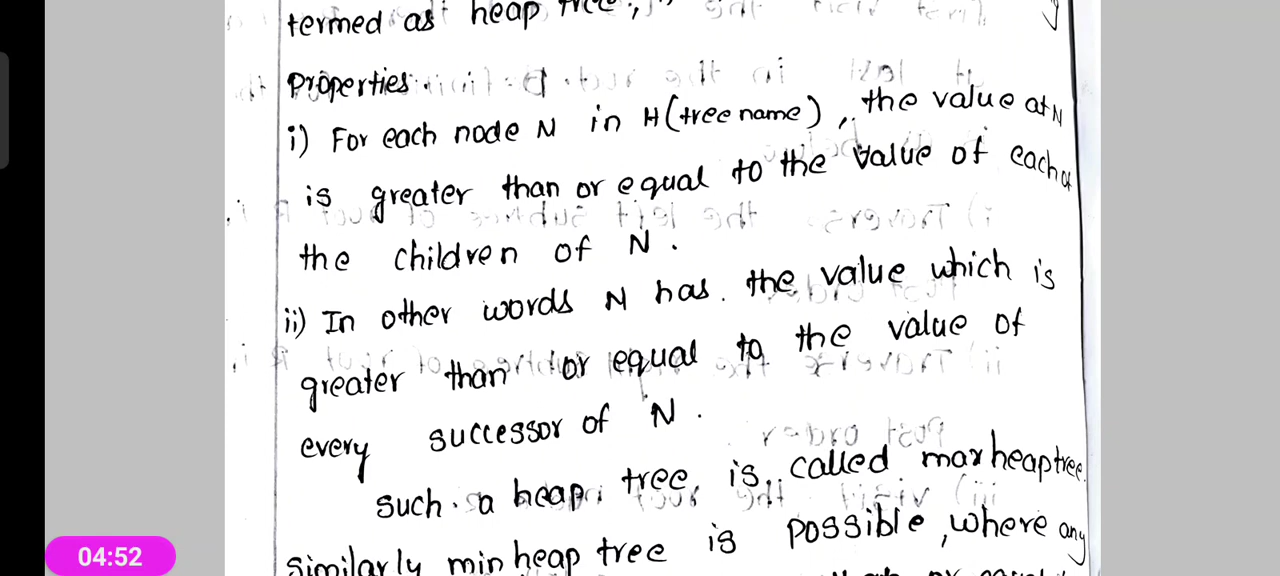 termed as heap tree,
Properties.
i) For each node N in H(tree name), the value at N
is greater than or equal to the value of each of
the children of N.
ii) In other words N has the value which is
greater than or equal to the value of
every successor of N.
such a heap tree, is called max heap tree.
similarly min heap tree is possible, where any
04:52